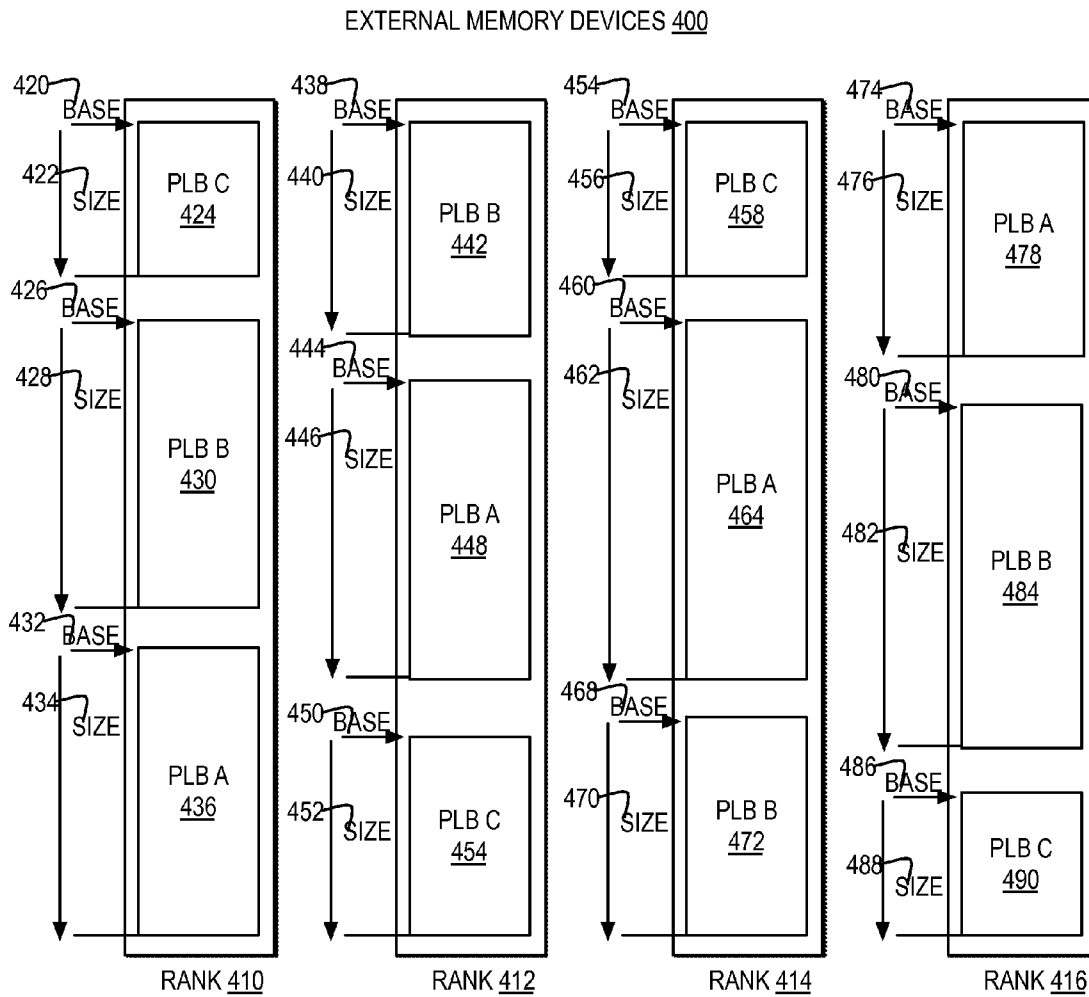 EXTERNAL MEMORY DEVICES 400
420
BASE
422
SIZE
PLB C
424
426
BASE
428
SIZE
PLB B
430
432
BASE
434
SIZE
PLB A
436
RANK 410
438
BASE
440
SIZE
PLB B
442
444
BASE
446
SIZE
PLB A
448
450
BASE
452
SIZE
PLB C
454
RANK 412
454
BASE
456
SIZE
PLB C
458
460
BASE
462
SIZE
PLB A
464
468
BASE
470
SIZE
PLB B
472
RANK 414
474
BASE
476
SIZE
PLB A
478
480
BASE
482
SIZE
PLB B
484
486
BASE
488
SIZE
PLB C
490
RANK 416